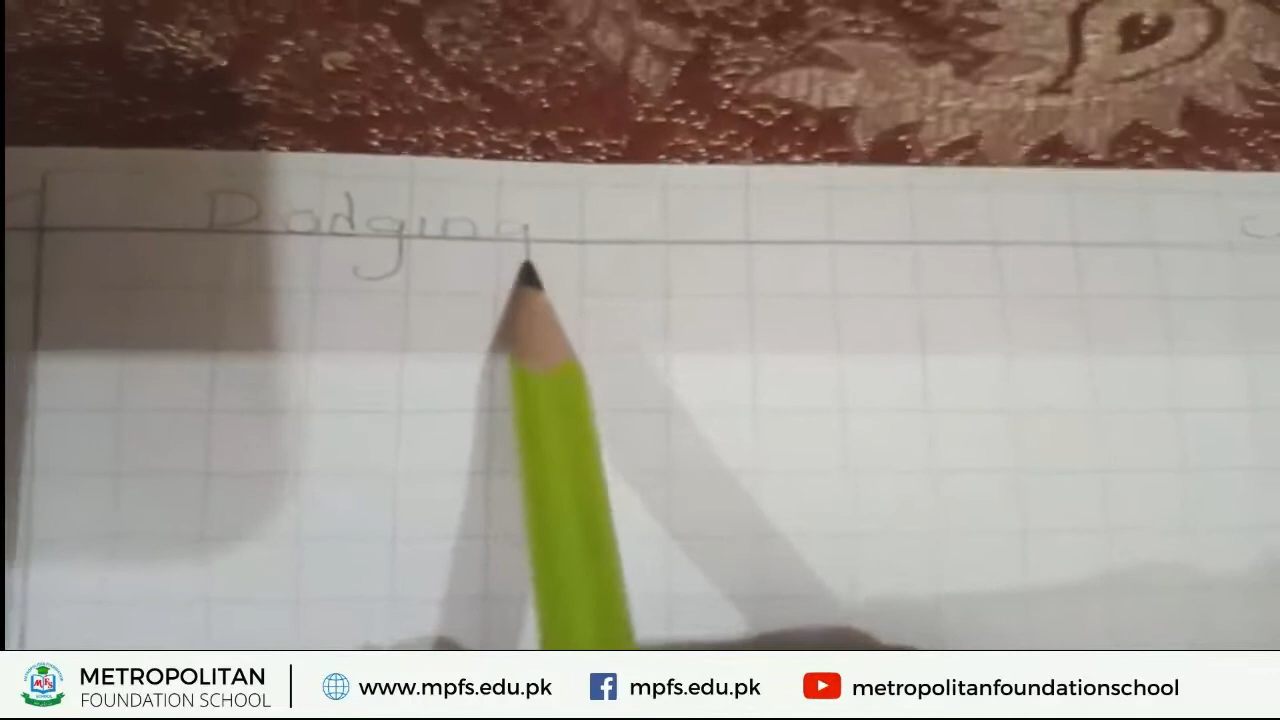 Dodging
METROPOLITAN
FOUNDATION SCHOOL
www.mpfs.edu.pk
mpfs.edu.pk
metropolitanfoundationschool